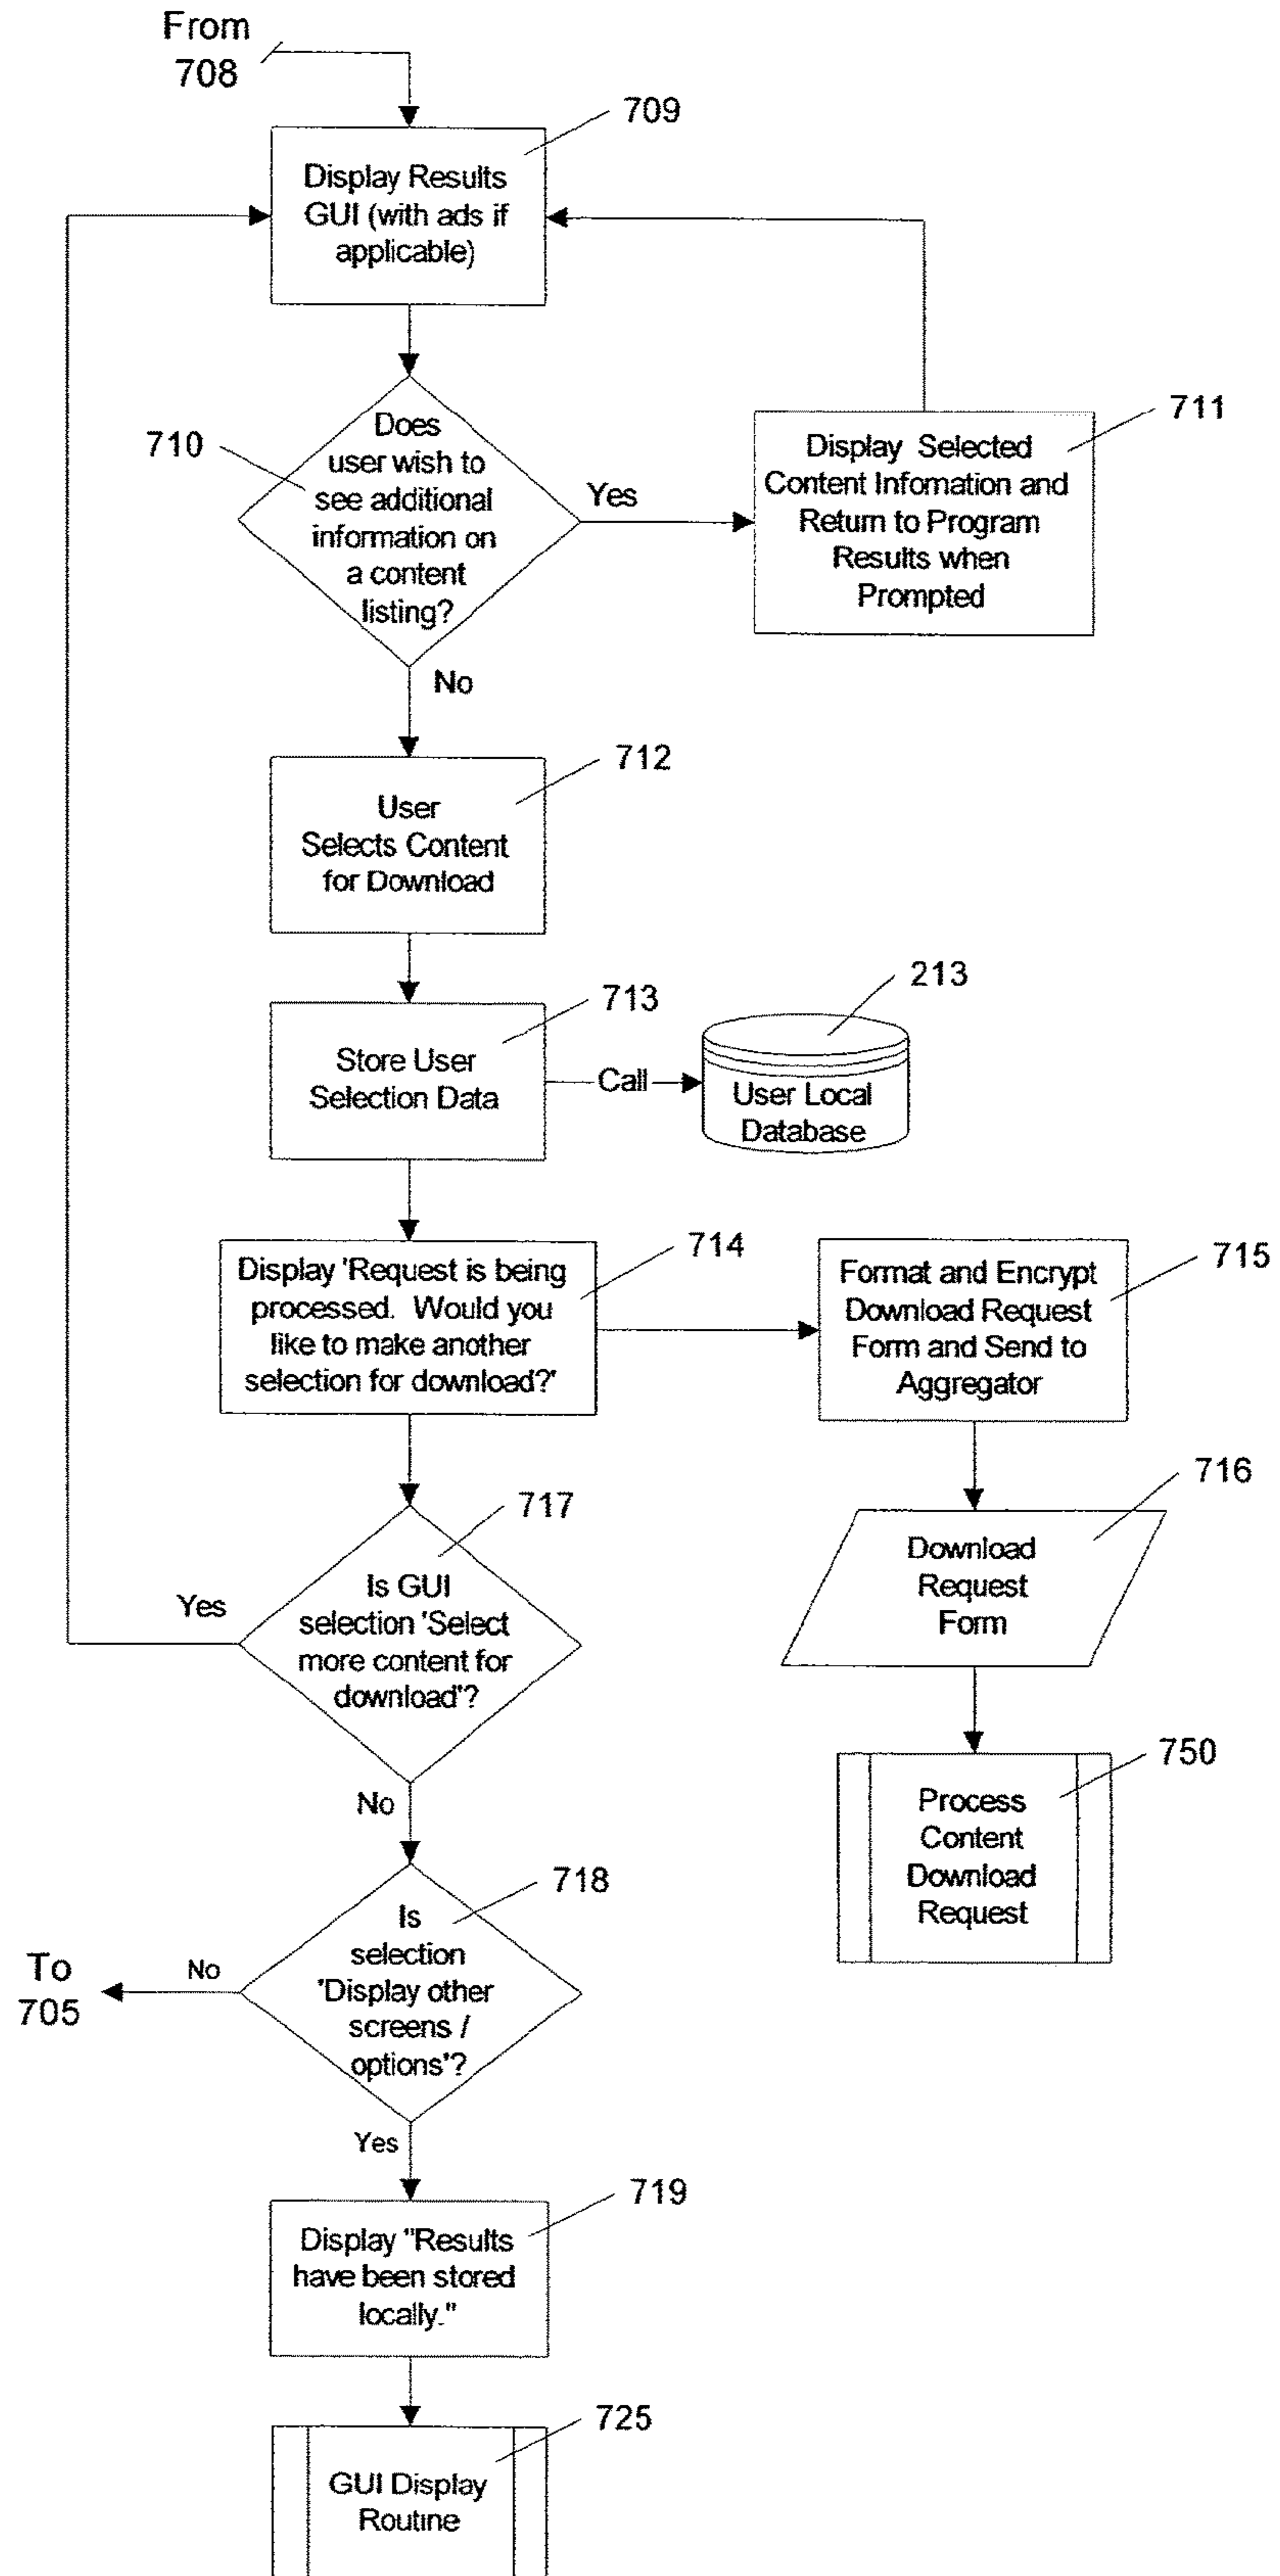 From
708
709
Display Results
GUI (with ads if
applicable)
710
Does
user wish to
see additional
information on
a content
listing?
Yes
711
Display Selected
Content Infomation and
Return to Program
Results when
Prompted
No
712
User
Selects Content
for Download
713
Store User
Selection Data
Call
213
User Local
Database
714
Display 'Request is being
processed. Would you
like to make another
selection for download?'
715
Format and Encrypt
Download Request
Form and Send to
Aggregator
716
Download
Request
Form
717
Is GUI
selection 'Select
more content for
download'?
Yes
No
750
Process
Content
Download
Request
718
Is
selection
'Display other
screens /
options'?
No
To
705
Yes
719
Display "Results
have been stored
locally."
725
GUI Display
Routine